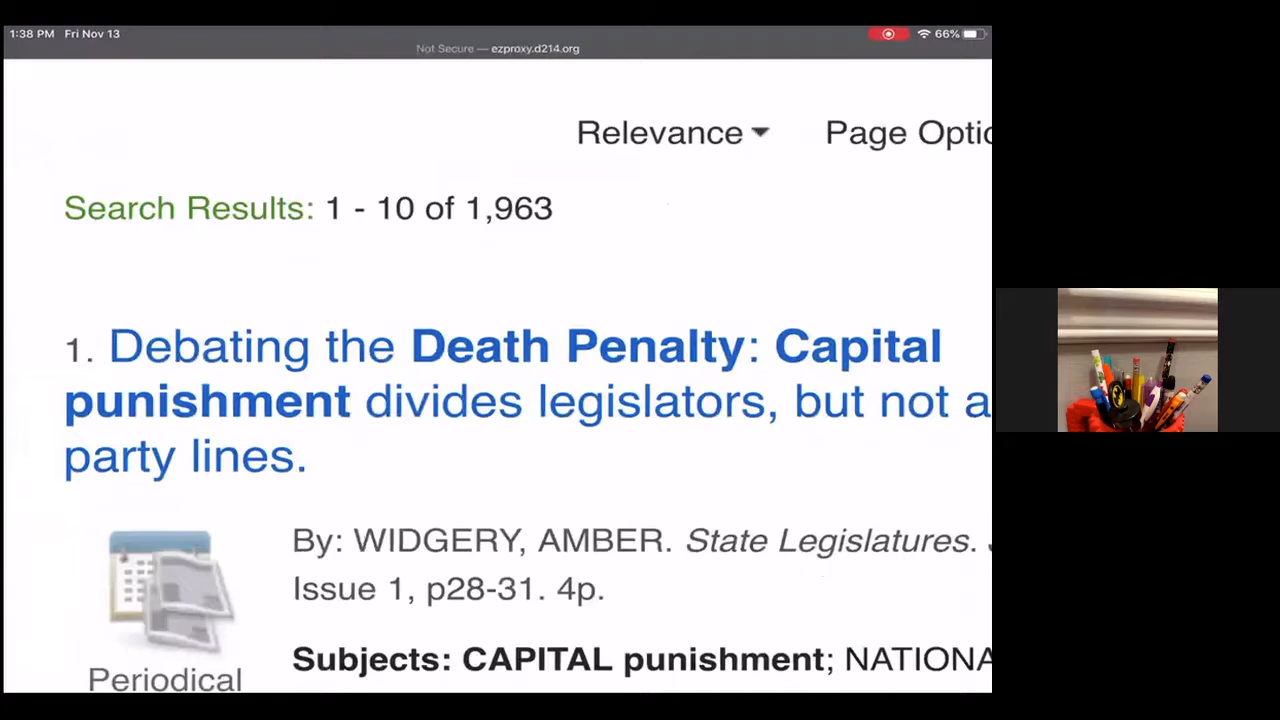 1:38 PM Fri Nov 13
66%
Not Secure — ezproxy.d214.org
Relevance Page Optio
Search Results: 1 - 10 of 1,963
1. Debating the Death Penalty: Capital
punishment divides legislators, but not a
party lines.
By: WIDGERY, AMBER. State Legislatures.
Issue 1, p28-31. 4p.
Subjects: CAPITAL punishment; NATIONA
Periodical